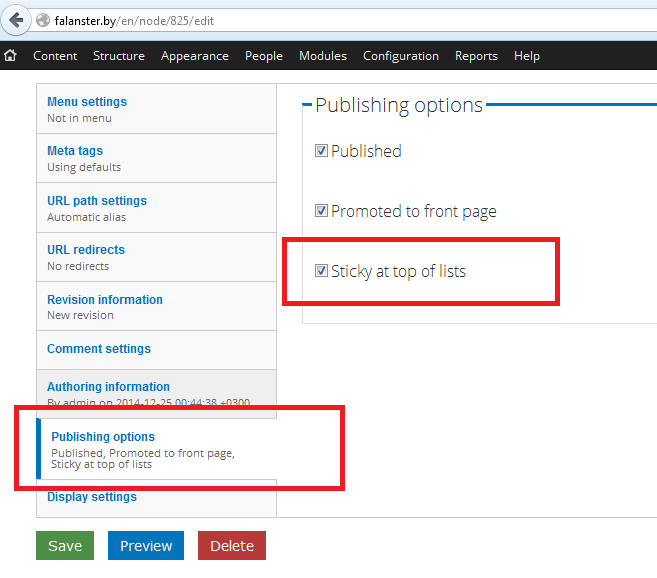 falanster.by/en/node/825/edit
Content Structure Appearance People Modules Configuration Reports Help
Menu settings
Not in menu
Meta tags
Using defaults
URL path settings
Automatic alias
URL redirects
No redirects
Revision information
New revision
Comment settings
Authoring information
By admin on 2014-12-25 00:44:38 +0300
Publishing options
Published, Promoted to front page,
Sticky at top of lists
Display settings
Publishing options
Published
Promoted to front page
Sticky at top of lists
Save Preview Delete